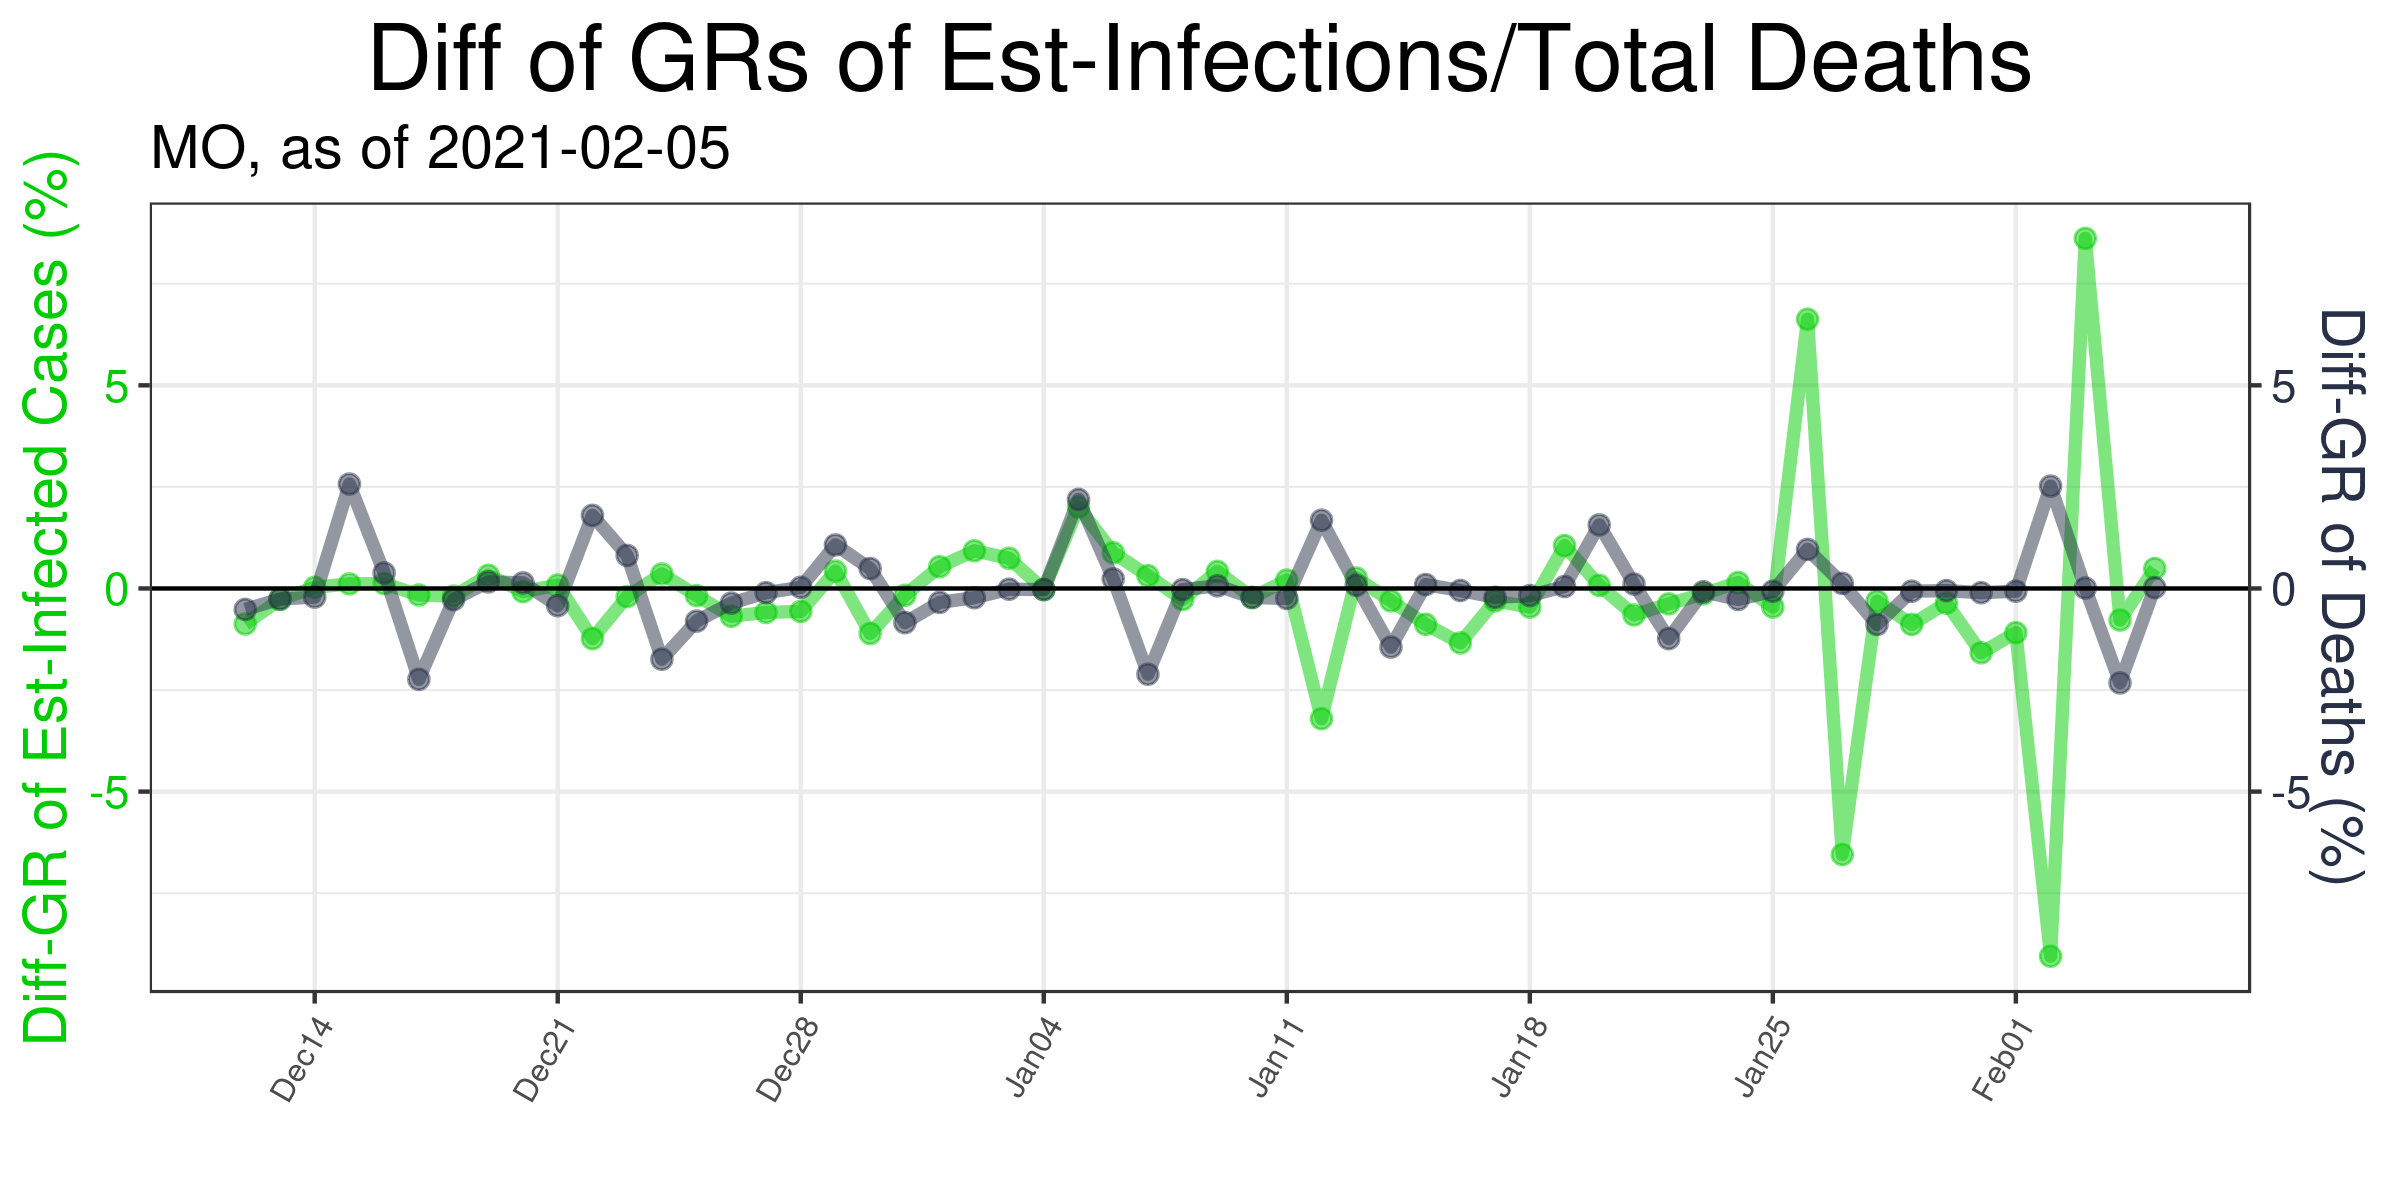 Diff of GRs of Est-Infections/Total Deaths
MO, as of 2021-02-05
Diff-GR of Est-Infected Cases (%)
5
0
-5
5
0
-5
Diff-GR of Deaths (%)
Dec14
Dec21
Dec28
Jan04
Jan11
Jan18
Jan25
Feb01